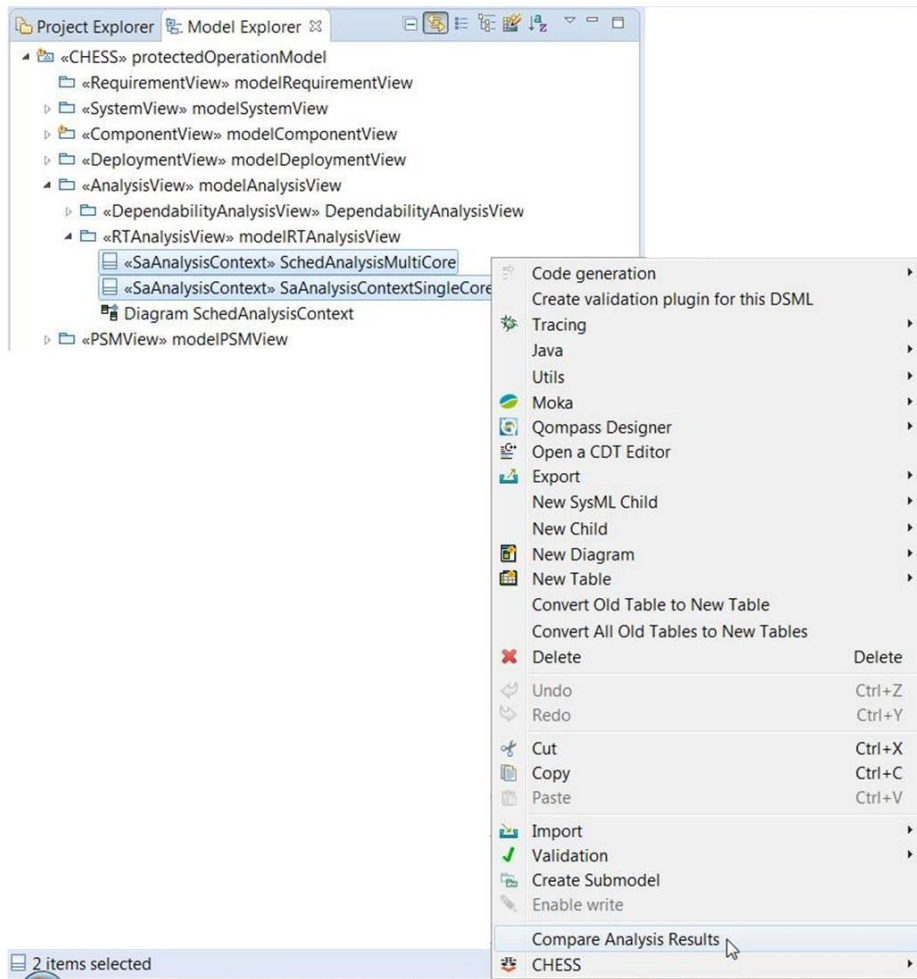 Project Explorer Model Explorer
«CHESS» protectedOperationModel
«RequirementView» modelRequirementView
«SystemView» modelSystemView
«ComponentView» modelComponentView
«DeploymentView» modelDeploymentView
«AnalysisView» modelAnalysisView
«DependabilityAnalysisView» DependabilityAnalysisView
«RTAnalysisView» modelRTAnalysisView
«SaAnalysisContext» SchedAnalysisMultiCore
«SaAnalysisContext» SaAnalysisContextSingleCore
Diagram SchedAnalysisContext
«PSMView» modelPSMView
Code generation
Create validation plugin for this DSML
Tracing
Java
Utils
Moka
Qompass Designer
Open a CDT Editor
Export
New SysML Child
New Child
New Diagram
New Table
Convert Old Table to New Table
Convert All Old Tables to New Tables
Delete Delete
Undo Ctrl+Z
Redo Ctrl+Y
Cut Ctrl+X
Copy Ctrl+C
Paste Ctrl+V
Import
Validation
Create Submodel
Enable write
Compare Analysis Results
CHESS
2 items selected